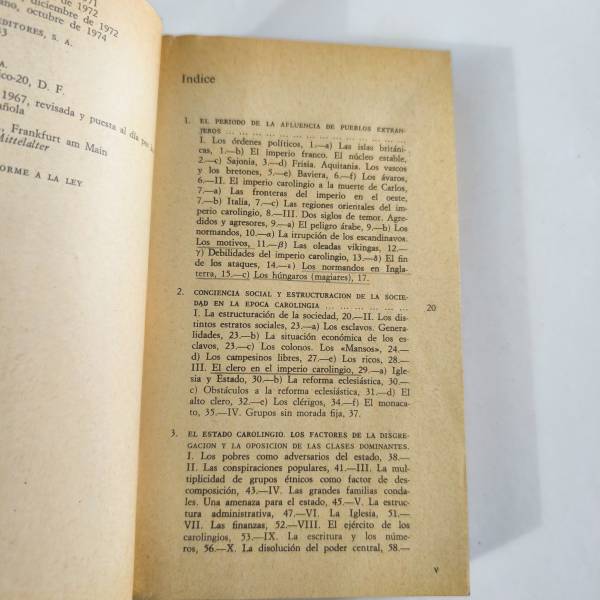 1971
de 1972
, diciembre de 1972
ano, octubre de 1974
EDITORES, S. A.
33
A.
ico-20, D. F.
1967, revisada y puesta al día por
añola
, Frankfurt am Main
Mittelalter
ORME A LA LEY
Indice
1. EL PERIODO DE LA AFLUENCIA DE PUEBLOS EXTRAN-
JEROS
I. Los órdenes políticos, 1.—a) Las islas británi-
cas, 1.—b) El imperio franco. El núcleo estable,
2.—c) Sajonia, 3.—d) Frisia. Aquitania. Los vascos
y los bretones, 5.—e) Baviera, 6.—f) Los ávaros,
6.—II. El imperio carolingio a la muerte de Carlos,
7.—a) Las fronteras del imperio en el oeste,
7.—b) Italia, 7.—c) Las regiones orientales del im-
perio carolingio, 8.—III. Dos siglos de temor. Agre-
didos y agresores, 9.—a) El peligro árabe, 9.—b) Los
normandos, 10.—α) La irrupción de los escandinavos.
Los motivos, 11.—β) Las oleadas vikingas, 12.—
γ) Debilidades del imperio carolingio, 13.—δ) El fin
de los ataques, 14.—ε) Los normandos en Ingla-
terra, 15.—c) Los húngaros (magiares), 17.
2. CONCIENCIA SOCIAL Y ESTRUCTURACION DE LA SOCIE-
DAD EN LA EPOCA CAROLINGIA ... ... ... ... ... ... 20
I. La estructuración de la sociedad, 20.—II. Los dis-
tintos estratos sociales, 23.—a) Los esclavos. Genera-
lidades, 23.—b) La situación económica de los es-
clavos, 23.—c) Los colonos. Los «Mansos», 24.—
d) Los campesinos libres, 27.—e) Los ricos, 28.—
III. El clero en el imperio carolingio, 29.—a) Igle-
sia y Estado, 30.—b) La reforma eclesiástica, 30.—
c) Obstáculos a la reforma eclesiástica, 31.—d) El
alto clero, 32.—e) Los clérigos, 34.—f) El monaca-
to, 35.—IV. Grupos sin morada fija, 37.
3. EL ESTADO CAROLINGIO. LOS FACTORES DE LA DISGRE-
GACION Y LA OPOSICION DE LAS CLASES DOMINANTES.
I. Los pobres como adversarios del estado, 38.—
II. Las conspiraciones populares, 41.—III. La mul-
tiplicidad de grupos étnicos como factor de des-
composición, 43.—IV. Las grandes familias conda-
les. Una amenaza para el estado, 45.—V. La estruc-
tura administrativa, 47.—VI. La Iglesia, 51.—
VII. Las finanzas, 52.—VIII. El ejército de los
carolingios, 53.—IX. La escritura y los núme-
ros, 56.—X. La disolución del poder central, 58.—
V